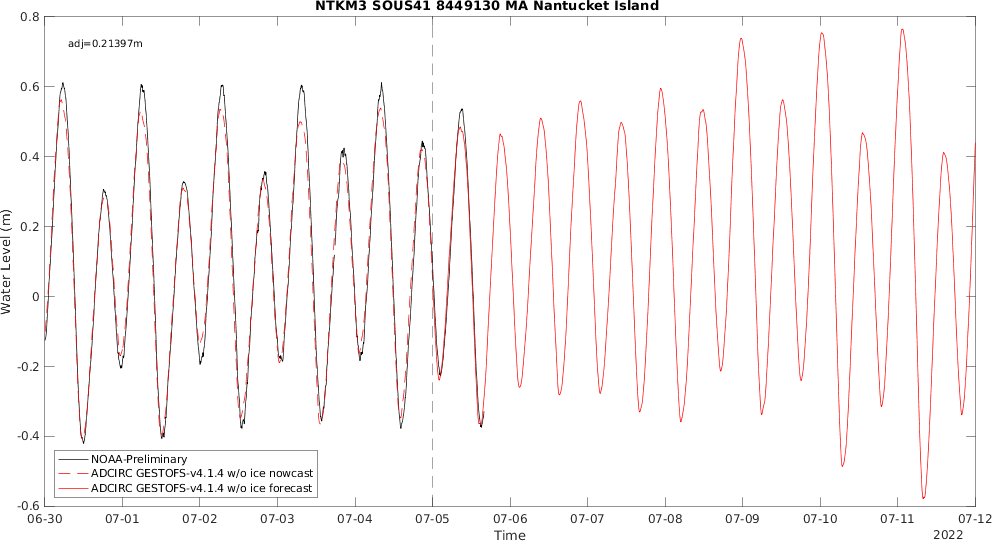 NTKM3 SOUS41 8449130 MA Nantucket Island
adj=0.21397m
0.8
0.6
0.4
0.2
0
-0.2
-0.4
-0.6
Water Level (m)
NOAA-Preliminary
ADCIRC GESTOFS-v4.1.4 w/o ice nowcast
ADCIRC GESTOFS-v4.1.4 w/o ice forecast
06-30 07-01 07-02 07-03 07-04 07-05 07-06 07-07 07-08 07-09 07-10 07-11 07-12
Time
2022